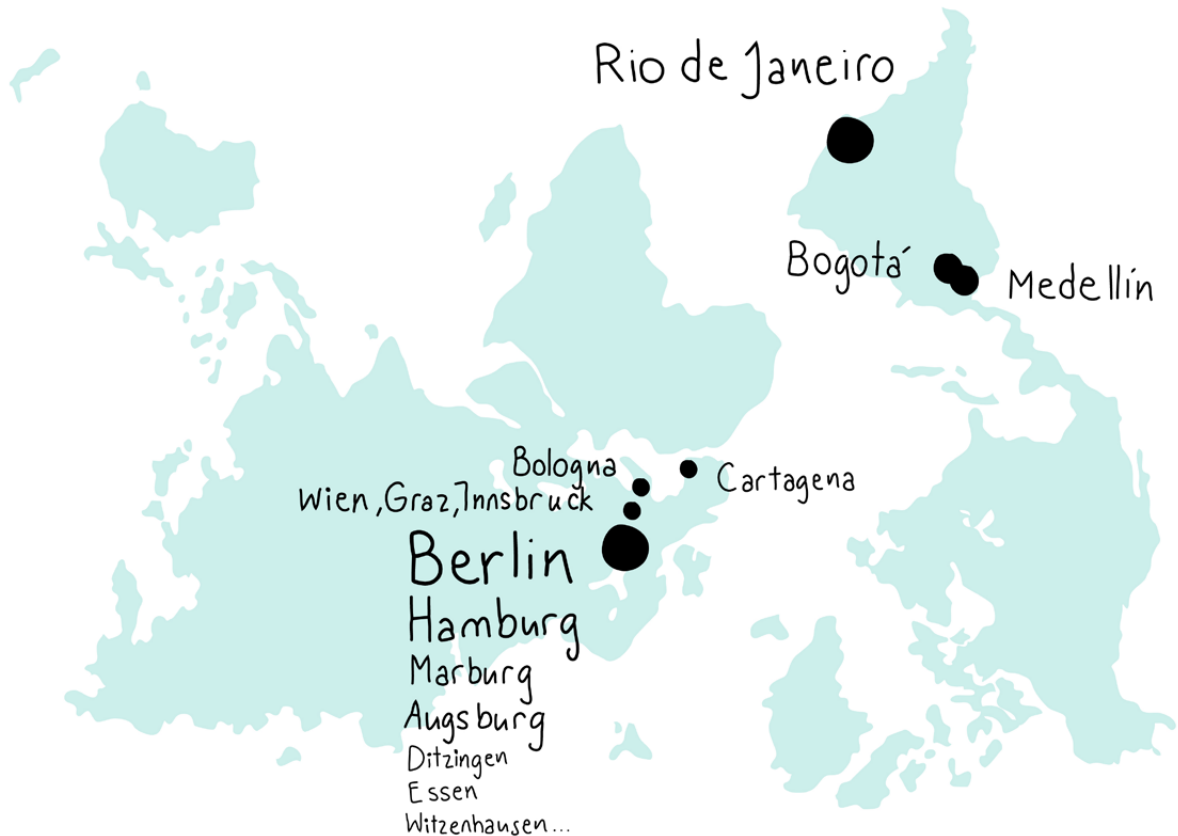 Rio de Janeiro
Bogotá
Medellín
Bologna
Cartagena
Wien,Graz,Innsbruck
Berlin
Hamburg
Marburg
Augsburg
Ditzingen
Essen
Witzenhausen...